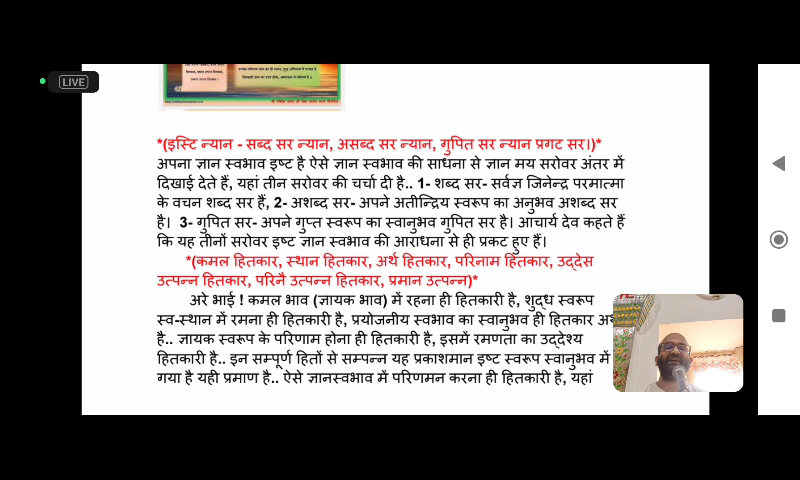 LIVE
*(इस्टि न्यान - सब्द सर न्यान, असब्द सर न्यान, गुपित सर न्यान प्रगट सर।)*
अपना ज्ञान स्वभाव इष्ट है ऐसे ज्ञान स्वभाव की साधना से ज्ञान मय सरोवर अंतर में
दिखाई देते हैं, यहां तीन सरोवर की चर्चा दी है.. 1- शब्द सर- सर्वज्ञ जिनेन्द्र परमात्मा
के वचन शब्द सर हैं, 2- अशब्द सर- अपने अतीन्द्रिय स्वरूप का अनुभव अशब्द सर
है। 3- गुपित सर- अपने गुप्त स्वरूप का स्वानुभव गुपित सर है। आचार्य देव कहते हैं
कि यह तीनों सरोवर इष्ट ज्ञान स्वभाव की आराधना से ही प्रकट हुए हैं।
*(कमल हितकार, स्थान हितकार, अर्थ हितकार, परिनाम हितकार, उद्देस
उत्पन्न हितकार, परिनै उत्पन्न हितकार, प्रमान उत्पन्न)*
अरे भाई ! कमल भाव (ज्ञायक भाव) में रहना ही हितकारी है, शुद्ध स्वरूप
स्व-स्थान में रमना ही हितकारी है, प्रयोजनीय स्वभाव का स्वानुभव ही हितकार
है.. ज्ञायक स्वरूप के परिणाम होना ही हितकारी है, इसमें रमणता का उद्देश्य
हितकारी है.. इन सम्पूर्ण हितों से सम्पन्न यह प्रकाशमान इष्ट स्वरूप स्वानुभव में
गया है यही प्रमाण है.. ऐसे ज्ञानस्वभाव में परिणमन करना ही हितकारी है, यहां